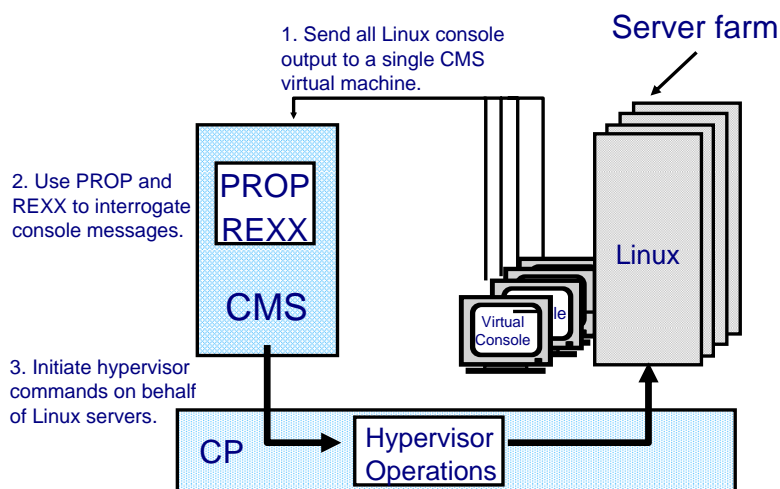 Server farm
1. Send all Linux console
output to a single CMS
virtual machine.
2. Use PROP and
REXX to interrogate
console messages.
PROP
REXX
CMS
Linux
Virtual
Console
le
3. Initiate hypervisor
commands on behalf
of Linux servers.
CP
Hypervisor
Operations